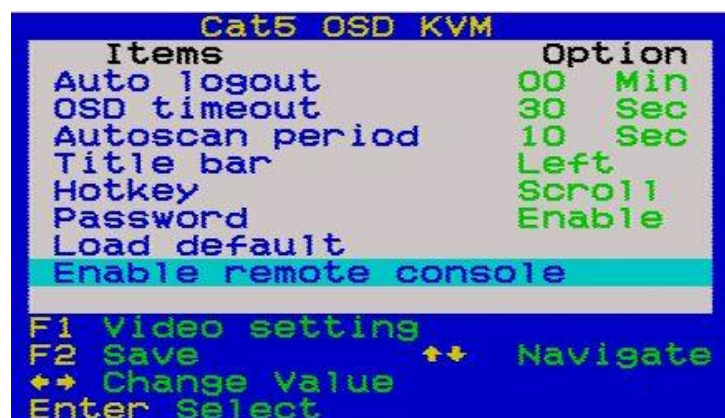 Cat5 OSD KVM
Items Option
Auto logout 00 Min
OSD timeout 30 Sec
Autoscan period 10 Sec
Title bar Left
Hotkey Scroll
Password Enable
Load default
Enable remote console
F1 Video setting
F2 Save ↑↓ Navigate
←→ Change Value
Enter Select